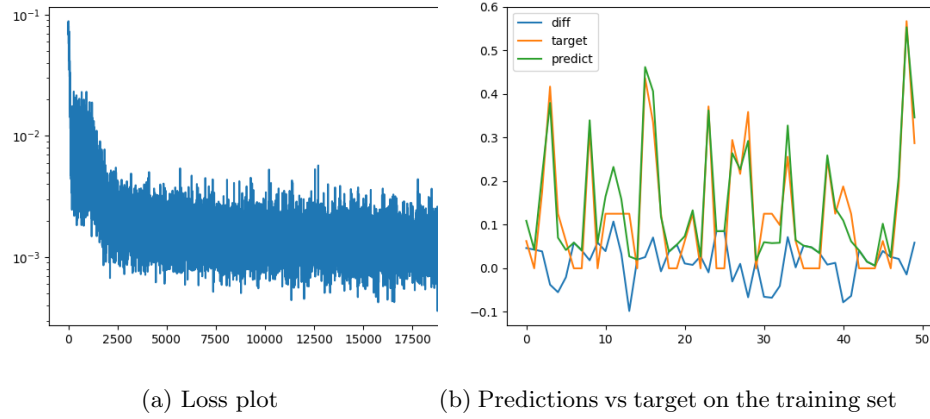 10⁻¹
10⁻²
10⁻³
0 2500 5000 7500 10000 12500 15000 17500
(a) Loss plot
0.6
0.5
0.4
0.3
0.2
0.1
0.0
−0.1
diff
target
predict
0 10 20 30 40 50
(b) Predictions vs target on the training set